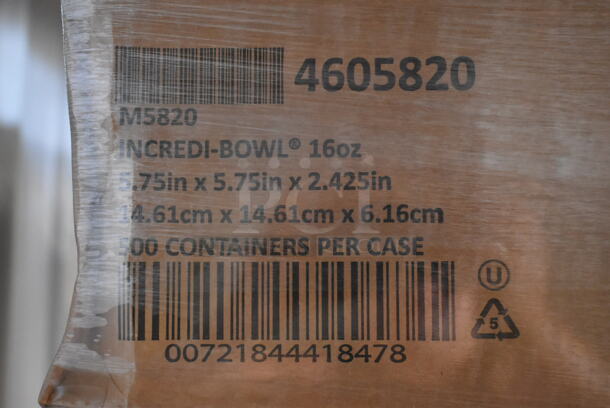 4605820
M5820
INCREDI-BOWL® 16oz
5.75in x 5.75in x 2.425in
14.61cm x 14.61cm x 6.16cm
500 CONTAINERS PER CASE
U
5
00721844418478
PCI